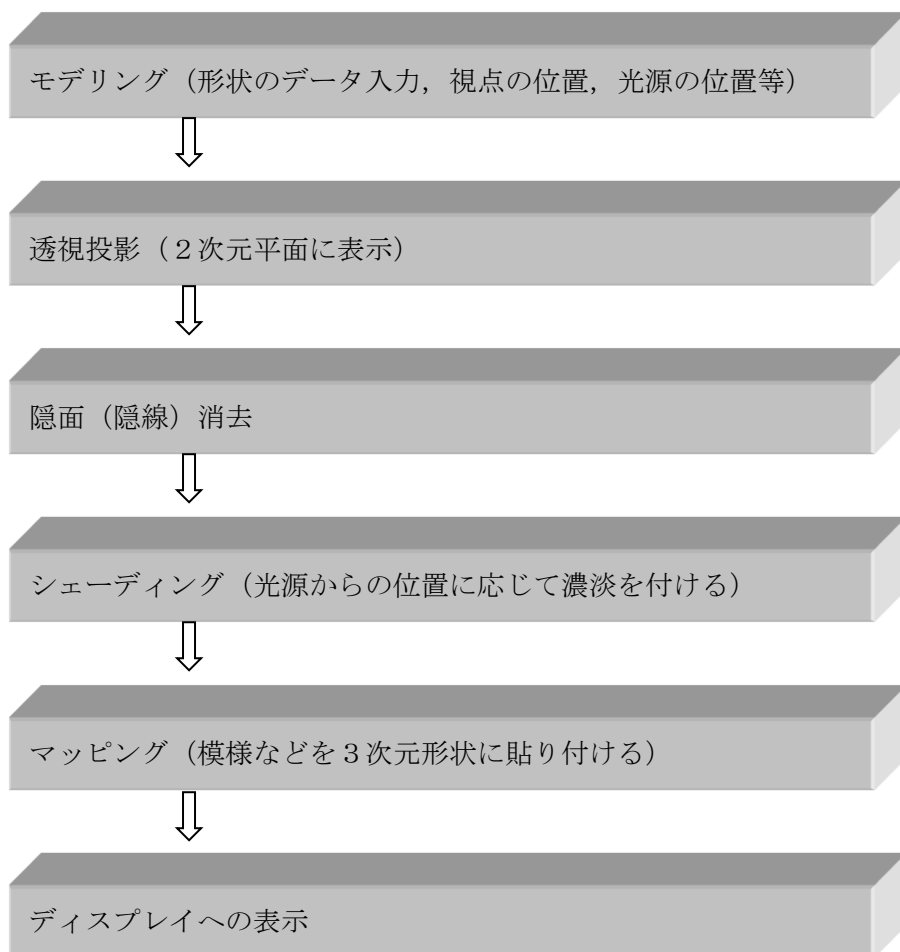 モデリング（形状のデータ入力，視点の位置，光源の位置等）
透視投影（２次元平面に表示）
隠面（隠線）消去
シェーディング（光源からの位置に応じて濃淡を付ける）
マッピング（模様などを３次元形状に貼り付ける）
ディスプレイへの表示